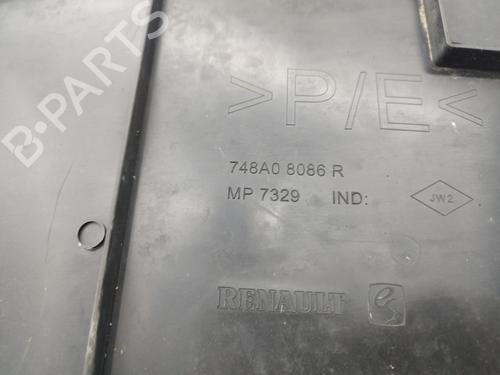 B-PARTS
>P/E<
748A0 8086 R
MP 7329 IND:
JW2
RENAULT